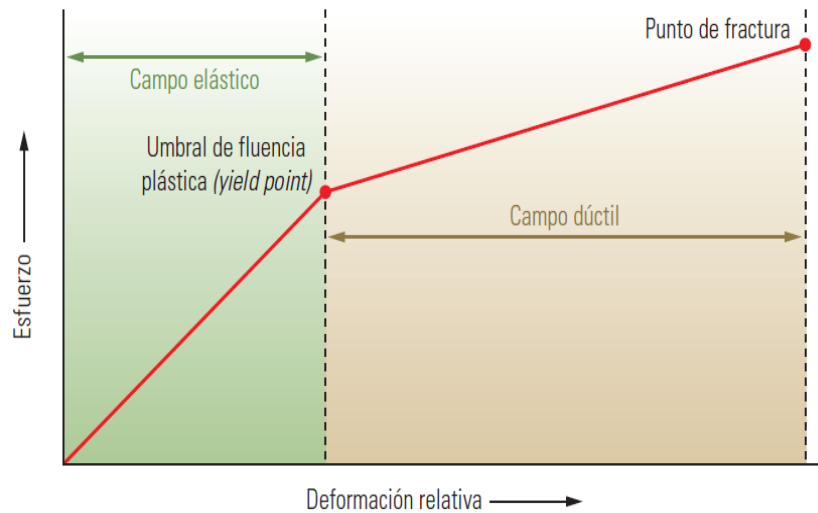 Punto de fractura
Campo elástico
Umbral de fluencia
plástica (yield point)
Campo dúctil
Esfuerzo
Deformación relativa